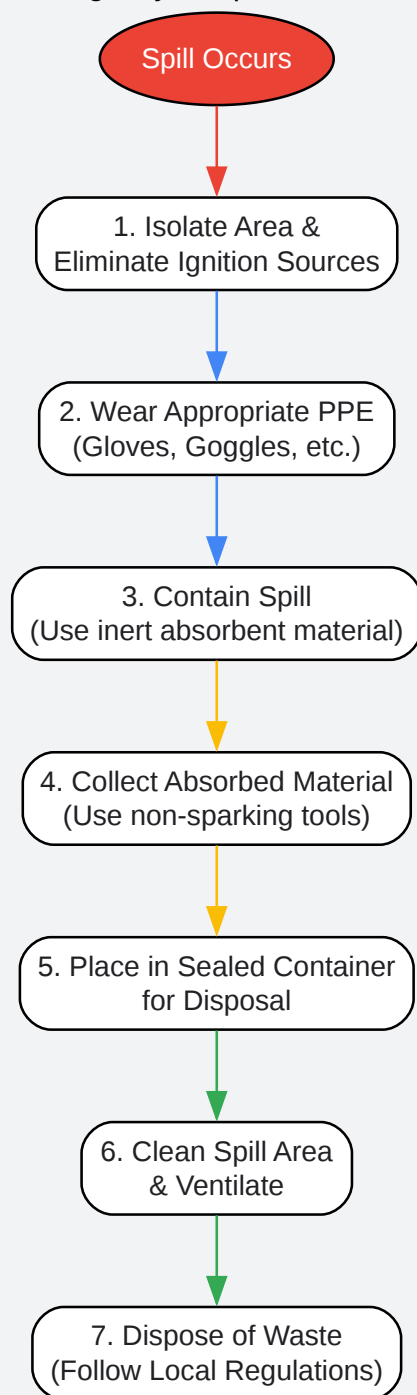 Spill Occurs
1. Isolate Area &
Eliminate Ignition Sources
2. Wear Appropriate PPE
(Gloves, Goggles, etc.)
3. Contain Spill
(Use inert absorbent material)
4. Collect Absorbed Material
(Use non-sparking tools)
5. Place in Sealed Container
for Disposal
6. Clean Spill Area
& Ventilate
7. Dispose of Waste
(Follow Local Regulations)